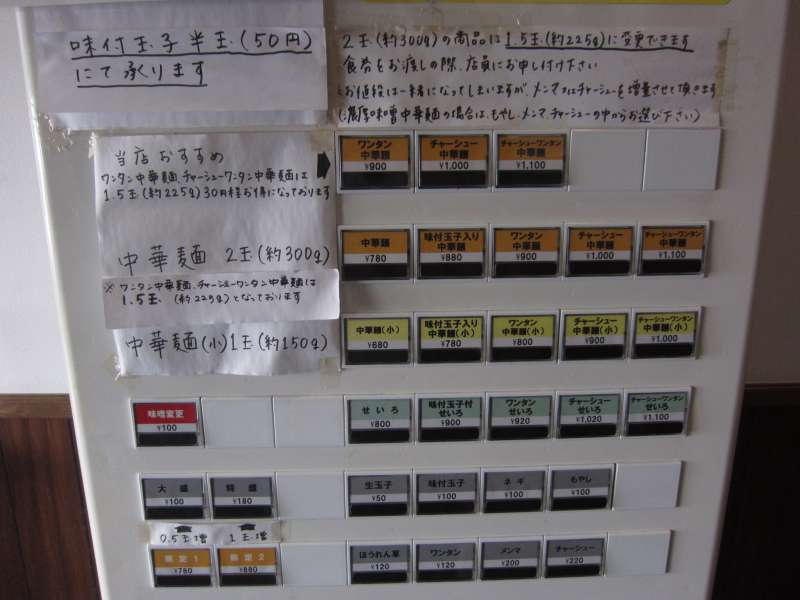 味付玉子半玉(50円)
にて承ります
2玉(約300g)の商品は1.5玉(約225g)に変更できます
食券をお渡しの際、店員にお申し付け下さい
お値段は一緒になってしまいますが、メンマ又はチャーシューを増量させて頂きます
(濃厚味噌中華麺の場合は、もやし、メンマ、チャーシューの中からお選び下さい)
当店おすすめ
ワンタン中華麺、チャーシューワンタン中華麺は
1.5玉(約225g)30円程お得になっております
ワンタン
中華麺
¥900
チャーシュー
中華麺
¥1,000
チャーシューワンタン
中華麺
¥1,100
中華麺 2玉(約300g)
※ ワンタン中華麺、チャーシューワンタン中華麺は
1.5玉 (約225g)となっております
中華麺
¥780
味付玉子入り
中華麺
¥880
ワンタン
中華麺
¥900
チャーシュー
中華麺
¥1,000
チャーシューワンタン
中華麺
¥1,100
中華麺(小)1玉(約150g)
中華麺(小)
¥680
味付玉子入り
中華麺(小)
¥780
ワンタン
中華麺(小)
¥800
チャーシュー
中華麺(小)
¥900
チャーシューワンタン
中華麺(小)
¥1,000
味噌変更
¥100
せいろ
¥800
味付玉子付
せいろ
¥900
ワンタン
せいろ
¥920
チャーシュー
せいろ
¥1,020
チャーシューワンタン
せいろ
¥1,100
大盛
¥100
特盛
¥180
生玉子
¥50
味付玉子
¥100
ネギ
¥100
もやし
¥100
0.5玉増
1玉増
限定1
¥780
限定2
¥880
ほうれん草
¥120
ワンタン
¥120
メンマ
¥200
チャーシュー
¥220